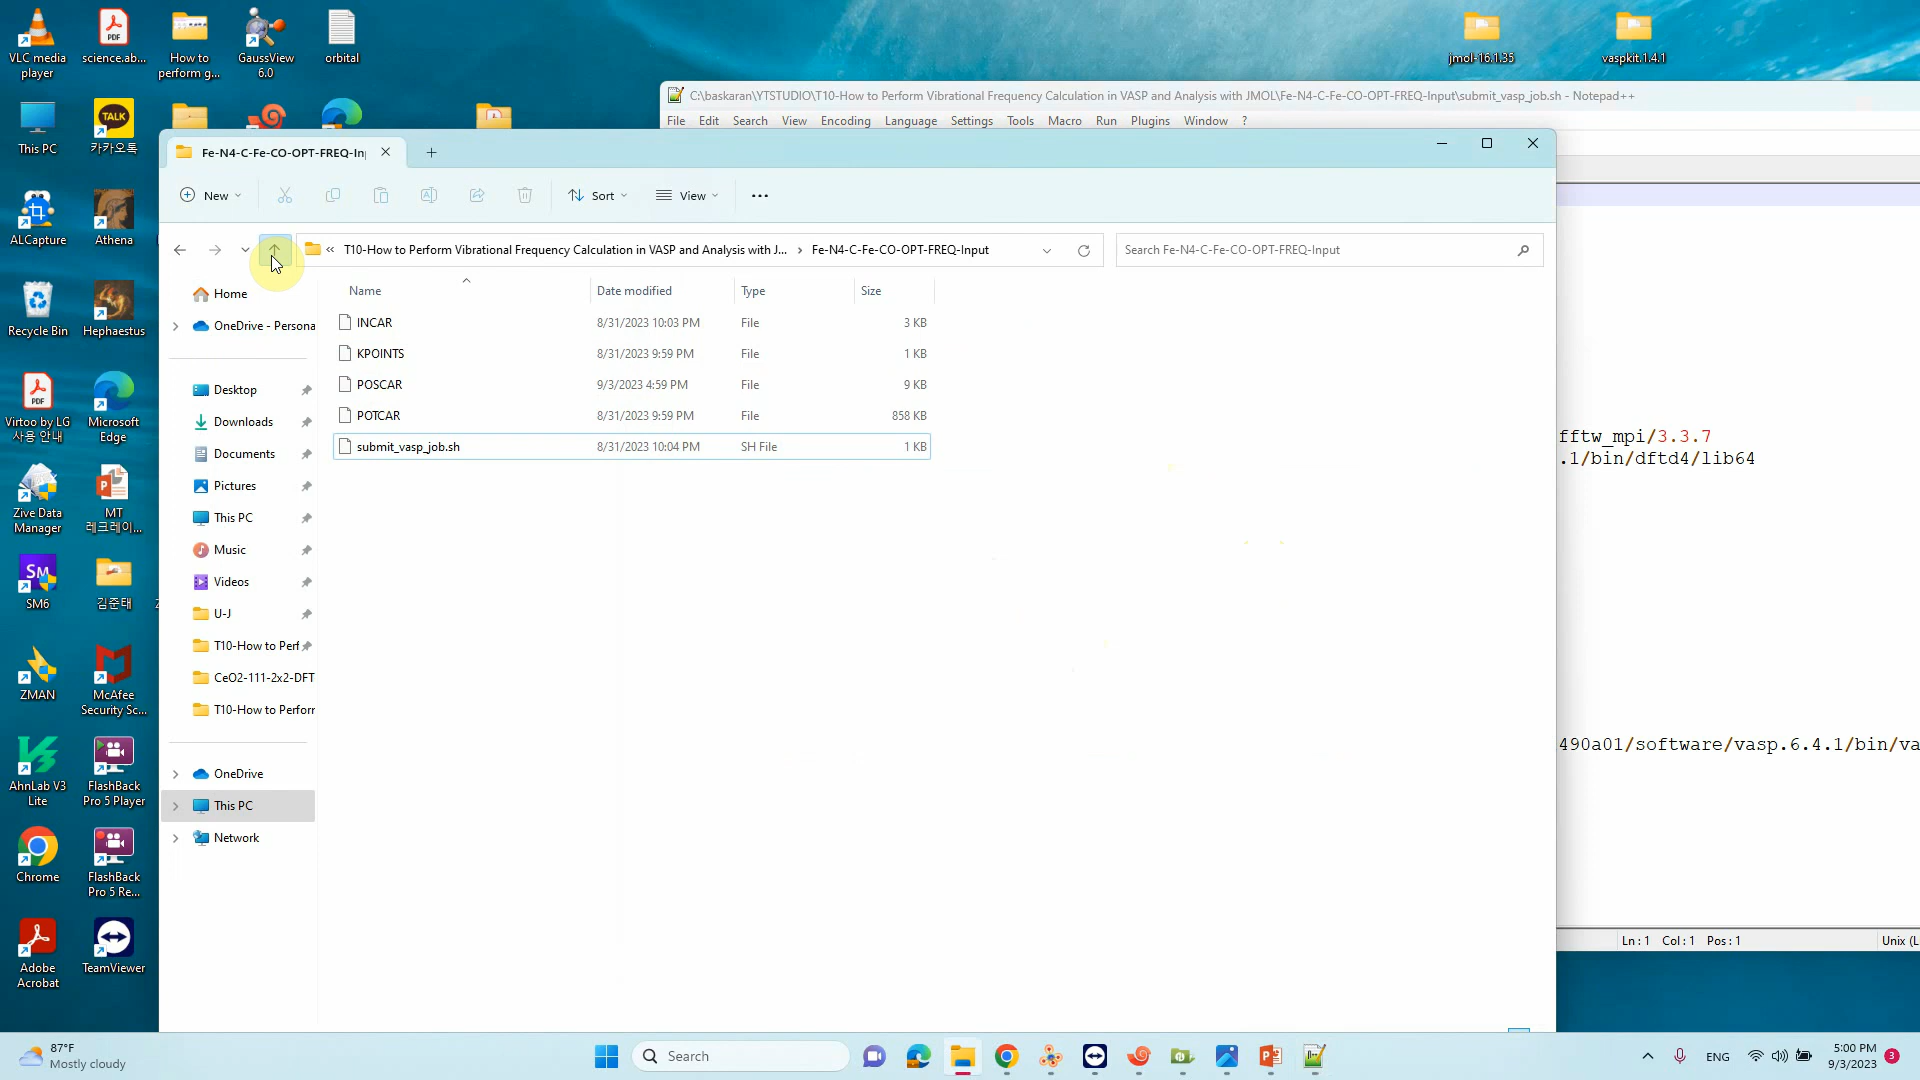 VLC media
player
science.ab...
How to
perform g...
GaussView
6.0
orbital
jmol-16.1.35
vaspkit.1.4.1
This PC
TALK
카카오톡
ALCapture
Athena
Recycle Bin
Hephaestus
Virtoo by LG
사용 안내
Microsoft
Edge
Zive Data
Manager
MT
레크레이...
SM
SM6
김준태
ZMAN
McAfee
Security Sc...
AhnLab V3
Lite
FlashBack
Pro 5 Player
Chrome
FlashBack
Pro 5 Re...
Adobe
Acrobat
TeamViewer
C:\baskaran\YTSTUDIO\T10-How to Perform Vibrational Frequency Calculation in VASP and Analysis with JMOL\Fe-N4-C-Fe-CO-OPT-FREQ-Input\submit_vasp_job.sh - Notepad++
File Edit Search View Encoding Language Settings Tools Macro Run Plugins Window ?
Fe-N4-C-Fe-CO-OPT-FREQ-In
New Sort View
« T10-How to Perform Vibrational Frequency Calculation in VASP and Analysis with J... › Fe-N4-C-Fe-CO-OPT-FREQ-Input
Search Fe-N4-C-Fe-CO-OPT-FREQ-Input
Home
OneDrive - Persona
Desktop
Downloads
Documents
Pictures
This PC
Music
Videos
U-J
T10-How to Perf
CeO2-111-2x2-DFT
T10-How to Perfor
OneDrive
This PC
Network
Name Date modified Type Size
INCAR 8/31/2023 10:03 PM File 3 KB
KPOINTS 8/31/2023 9:59 PM File 1 KB
POSCAR 9/3/2023 4:59 PM File 9 KB
POTCAR 8/31/2023 9:59 PM File 858 KB
submit_vasp_job.sh 8/31/2023 10:04 PM SH File 1 KB
fftw_mpi/3.3.7
.1/bin/dftd4/lib64
490a01/software/vasp.6.4.1/bin/va
Ln : 1 Col : 1 Pos : 1
Unix (L
87°F
Mostly cloudy
Search
ENG
5:00 PM
9/3/2023
3